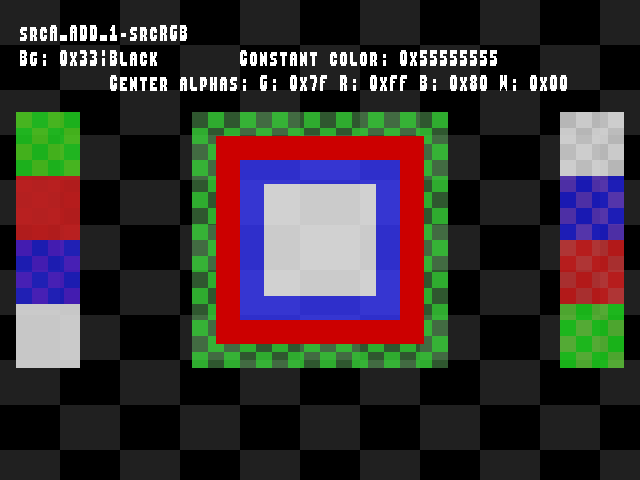 srcA_ADD_1-srcRGB
Bg: 0x33¦Black Constant color: 0x55555555
Center alphas: G: 0x7f R: 0xff B: 0x80 W: 0x00